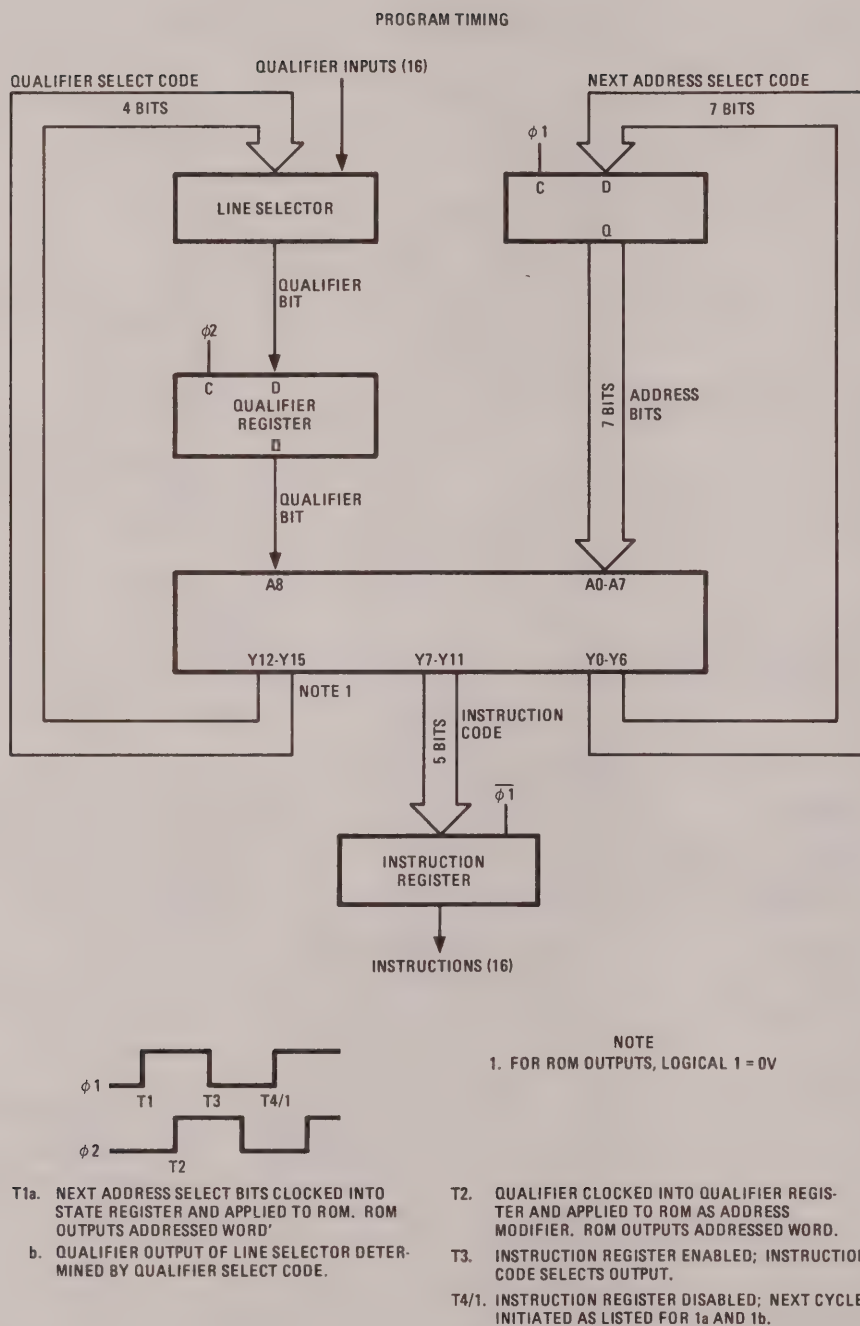 PROGRAM TIMING
QUALIFIER SELECT CODE
QUALIFIER INPUTS (16)
NEXT ADDRESS SELECT CODE
4 BITS
7 BITS
ϕ1
LINE SELECTOR
C
D
Q
QUALIFIER
BIT
ϕ2
C
D
QUALIFIER
REGISTER
Q
7 BITS
ADDRESS
BITS
QUALIFIER
BIT
A8
A0-A7
Y12-Y15
Y7-Y11
Y0-Y6
NOTE 1
5 BITS
INSTRUCTION
CODE
ϕ1̅
INSTRUCTION
REGISTER
INSTRUCTIONS (16)
NOTE
1. FOR ROM OUTPUTS, LOGICAL 1 = 0V
ϕ1
T1
T3
T4/1
ϕ2
T2
T1a. NEXT ADDRESS SELECT BITS CLOCKED INTO
STATE REGISTER AND APPLIED TO ROM. ROM
OUTPUTS ADDRESSED WORD'
b. QUALIFIER OUTPUT OF LINE SELECTOR DETER-
MINED BY QUALIFIER SELECT CODE.
T2. QUALIFIER CLOCKED INTO QUALIFIER REGIS-
TER AND APPLIED TO ROM AS ADDRESS
MODIFIER. ROM OUTPUTS ADDRESSED WORD.
T3. INSTRUCTION REGISTER ENABLED; INSTRUCTION
CODE SELECTS OUTPUT.
T4/1. INSTRUCTION REGISTER DISABLED; NEXT CYCLE
INITIATED AS LISTED FOR 1a AND 1b.